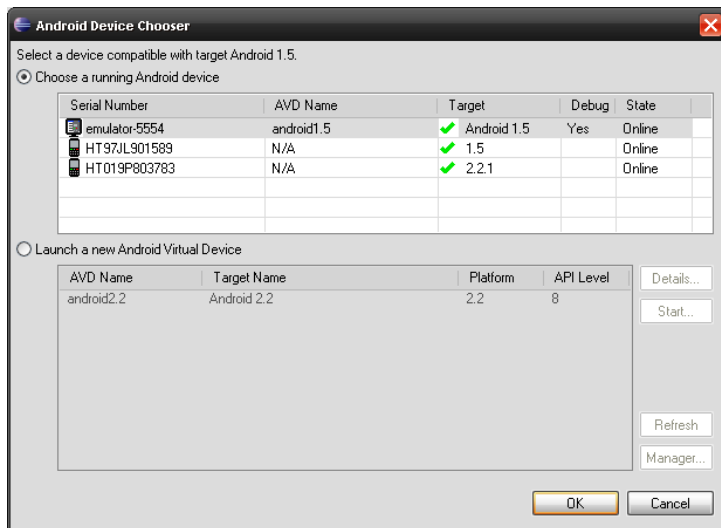 Android Device Chooser
Select a device compatible with target Android 1.5.
Choose a running Android device
Serial Number AVD Name Target Debug State
emulator-5554 android1.5 Android 1.5 Yes Online
HT97JL901589 N/A 1.5 Online
HT019P803783 N/A 2.2.1 Online
Launch a new Android Virtual Device
AVD Name Target Name Platform API Level Details...
android2.2 Android 2.2 2.2 8
Start...
Refresh
Manager...
OK Cancel